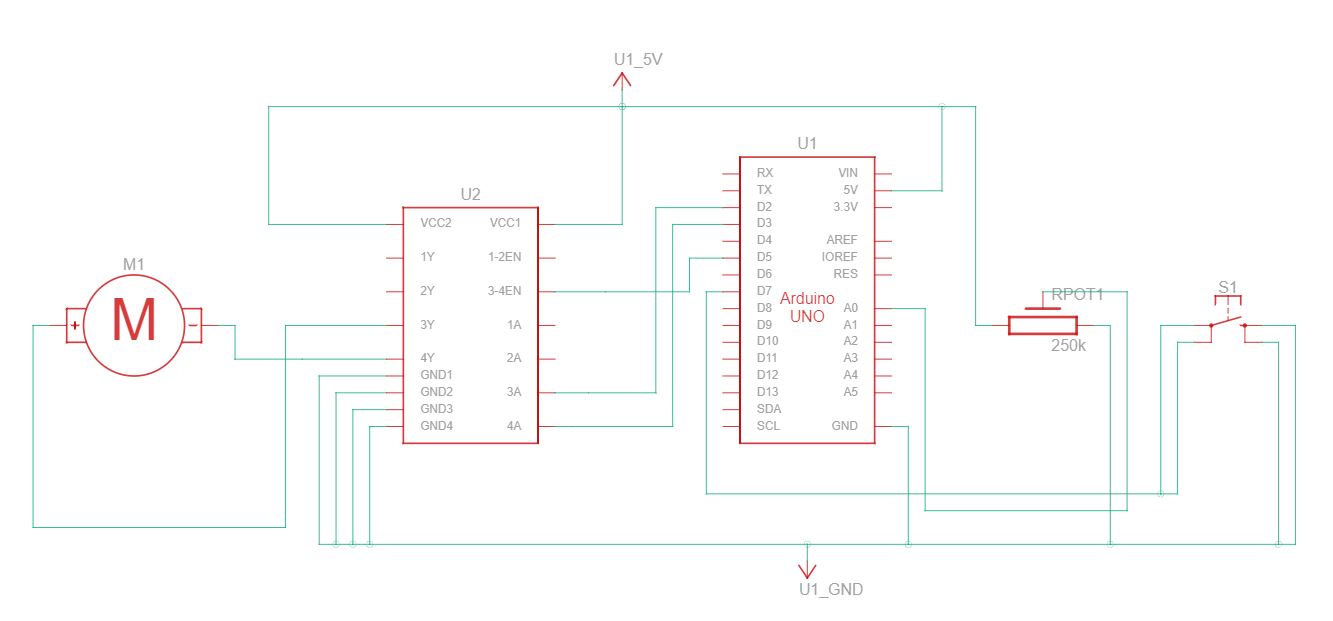 U1_5V
U1
U2
M1
M
+
-
VCC2
VCC1
1Y
1-2EN
2Y
3-4EN
3Y
1A
4Y
2A
GND1
GND2
3A
GND3
GND4
4A
RX
VIN
TX
5V
D2
3.3V
D3
D4
AREF
D5
IOREF
D6
RES
D7
Arduino
UNO
D8
A0
D9
A1
D10
A2
D11
A3
D12
A4
D13
A5
SDA
SCL
GND
RPOT1
250k
S1
U1_GND